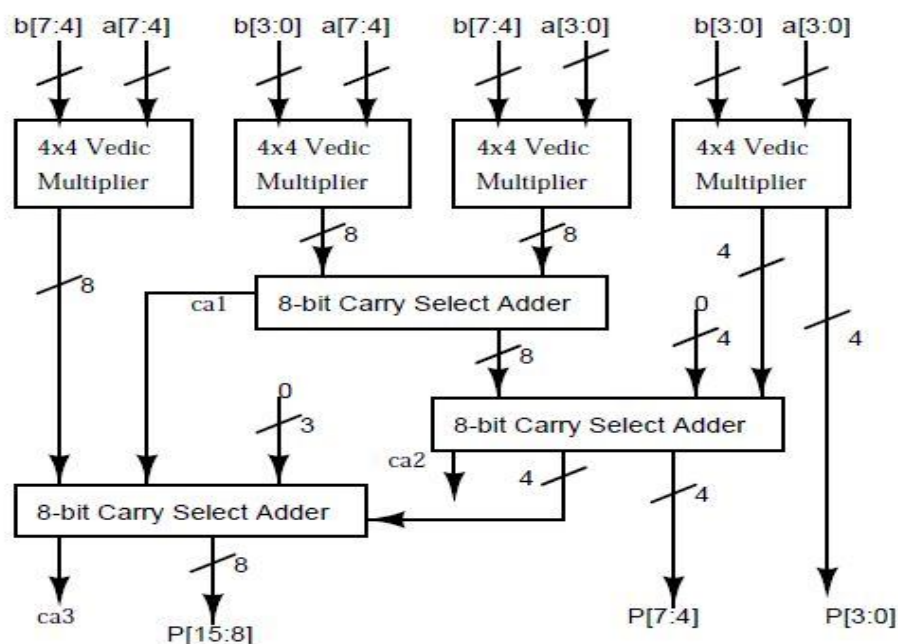 b[7:4] a[7:4] b[3:0] a[7:4] b[7:4] a[3:0] b[3:0] a[3:0]
4x4 Vedic
Multiplier
4x4 Vedic
Multiplier
4x4 Vedic
Multiplier
4x4 Vedic
Multiplier
8
8
8
4
4
ca1
8-bit Carry Select Adder
0
4
8
0
3
8-bit Carry Select Adder
ca2
4
4
8-bit Carry Select Adder
8
ca3
P[15:8]
P[7:4]
P[3:0]